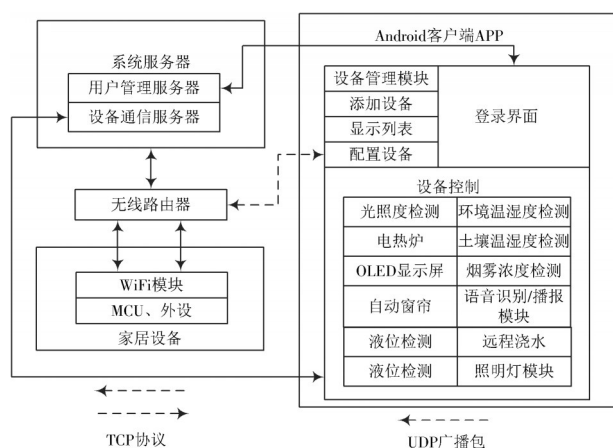 系统服务器
用户管理服务器
设备通信服务器
无线路由器
WiFi模块
MCU、外设
家居设备
TCP协议
Android客户端APP
设备管理模块
添加设备
显示列表
配置设备
登录界面
设备控制
光照度检测
环境温湿度检测
电热炉
土壤温湿度检测
OLED显示屏
烟雾浓度检测
自动窗帘
语音识别/播报
模块
液位检测
远程浇水
液位检测
照明灯模块
UDP广播包